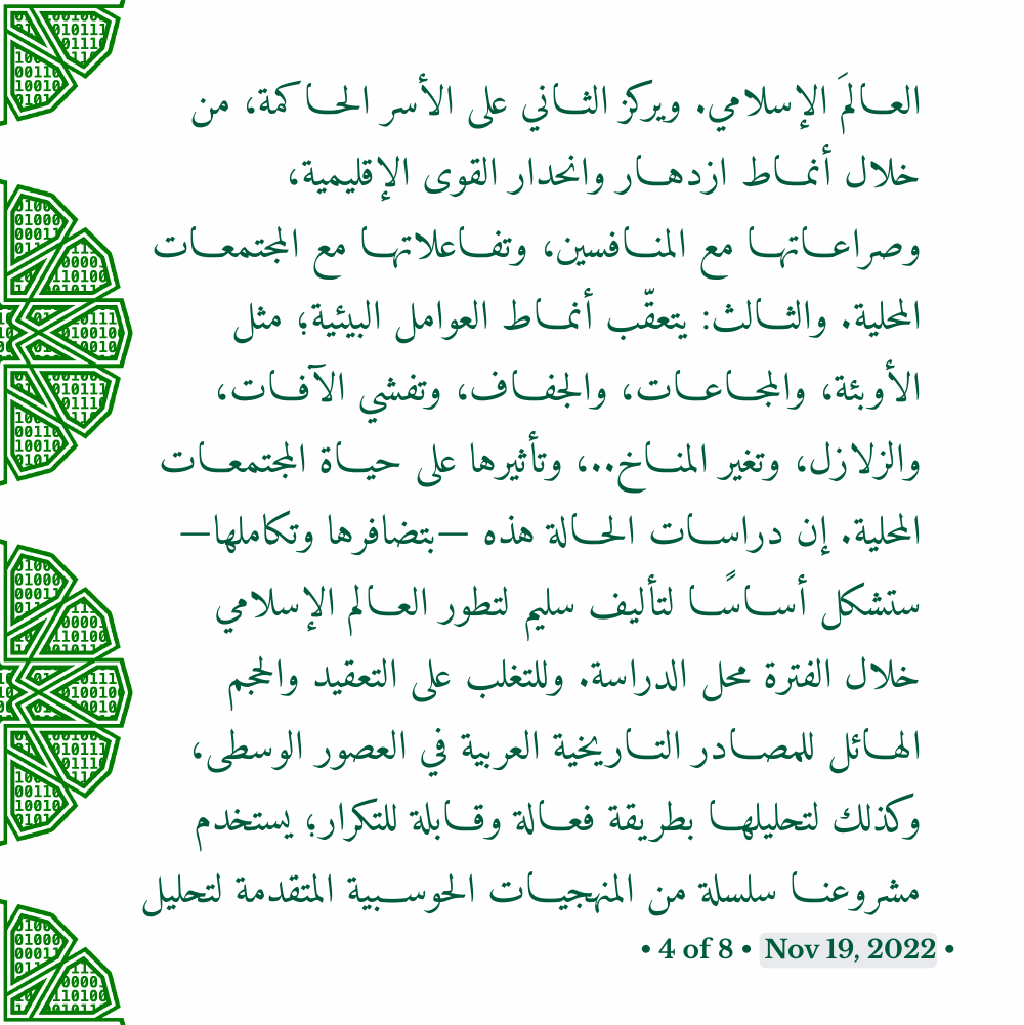 العالمَ الإسلامي. ويركز الثاني على الأسر الحاكمة، من
خلال أنماط ازدهار وانحدار القوى الإقليمية،
وصراعاتها مع المنافسين، وتفاعلاتها مع المجتمعات
المحلية. والثالث: يتعقّب أنماط العوامل البيئية؛ مثل
الأوبئة، والمجاعات، والجفاف، وتفشي الآفات،
والزلازل، وتغير المناخ..، وتأثيرها على حياة المجتمعات
المحلية. إن دراسات الحالة هذه —بتضافرها وتكاملها—
ستشكل أساسًا لتأليف سليم لتطور العالم الإسلامي
خلال الفترة محل الدراسة. وللتغلب على التعقيد والحجم
الهائل للمصادر التاريخية العربية في العصور الوسطى،
وكذلك لتحليلها بطريقة فعالة وقابلة للتكرار؛ يستخدم
مشروعنا سلسلة من المنهجيات الحوسبية المتقدمة لتحليل
• 4 of 8 • Nov 19, 2022 •